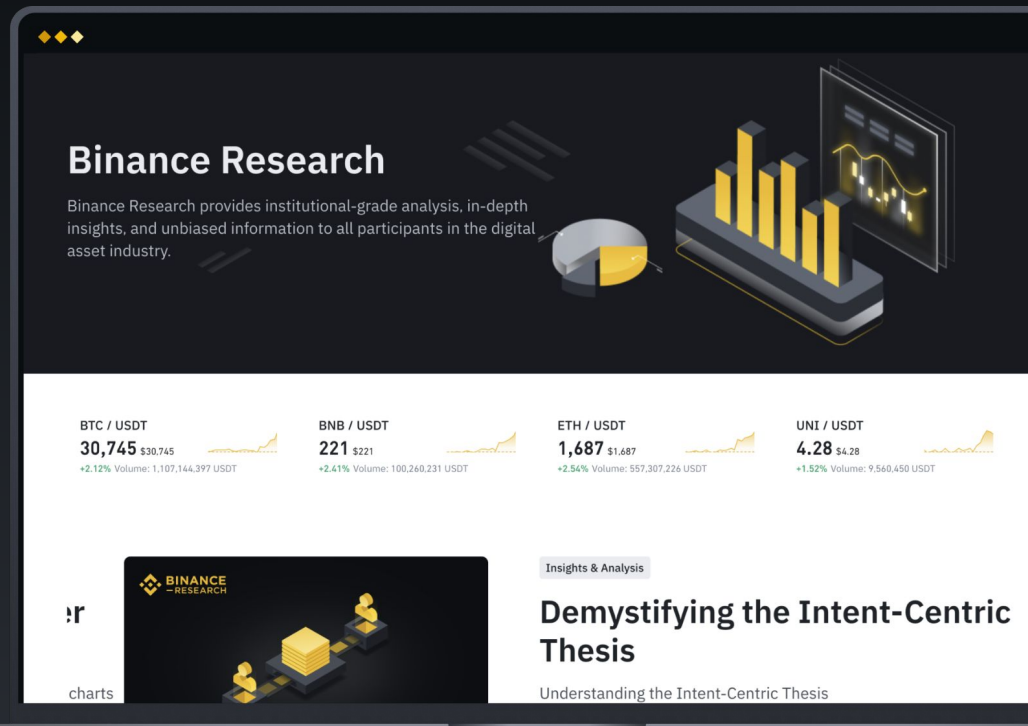 Binance Research
Binance Research provides institutional-grade analysis, in-depth
insights, and unbiased information to all participants in the digital
asset industry.
BTC / USDT
30,745 $30.745
+2.12% Volume: 1,107,144.397 USDT
BNB / USDT
221 $221
+2.41% Volume: 100,260,231 USDT
ETH / USDT
1,687 $1,687
+2.54% Volume: 557,307,226 USDT
UNI / USDT
4.28 $4.28
+1.52% Volume: 9,560,450 USDT
er
charts
BINANCE
RESEARCH
Insights & Analysis
Demystifying the Intent-Centric
Thesis
Understanding the Intent-Centric Thesis